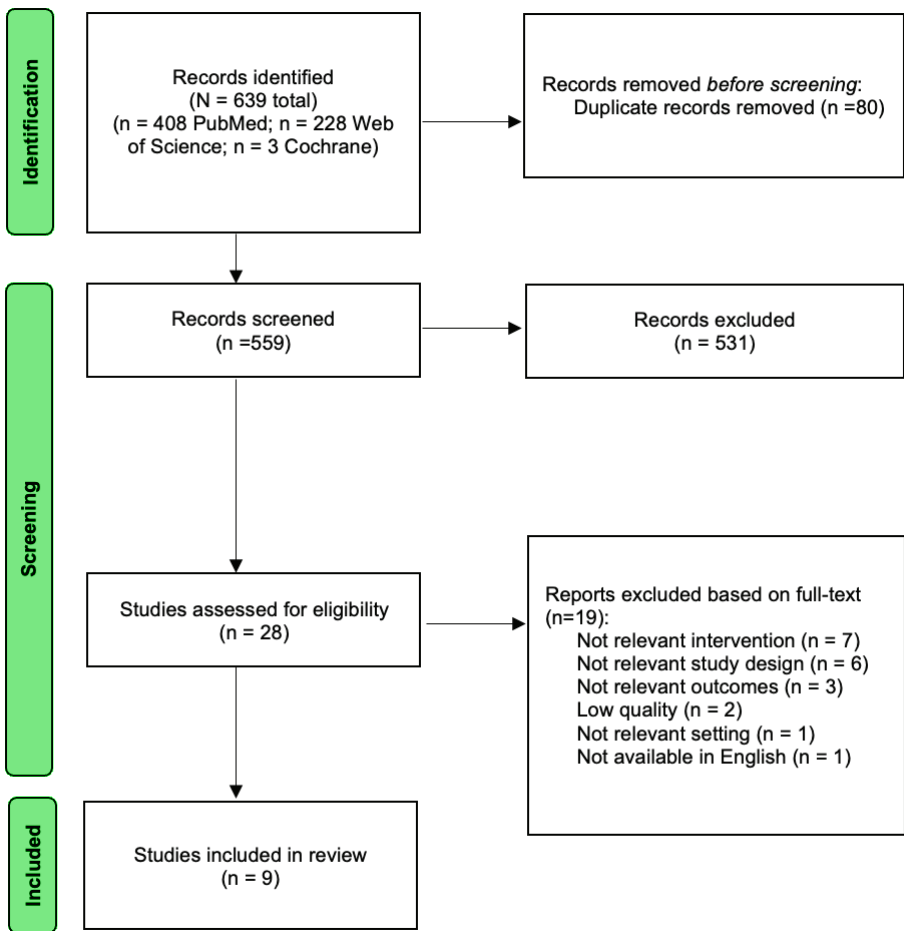 Identification
Records identified
(N = 639 total)
(n = 408 PubMed; n = 228 Web
of Science; n = 3 Cochrane)
Records removed before screening:
Duplicate records removed (n =80)
Screening
Records screened
(n =559)
Records excluded
(n = 531)
Studies assessed for eligibility
(n = 28)
Reports excluded based on full-text
(n=19):
Not relevant intervention (n = 7)
Not relevant study design (n = 6)
Not relevant outcomes (n = 3)
Low quality (n = 2)
Not relevant setting (n = 1)
Not available in English (n = 1)
Included
Studies included in review
(n = 9)